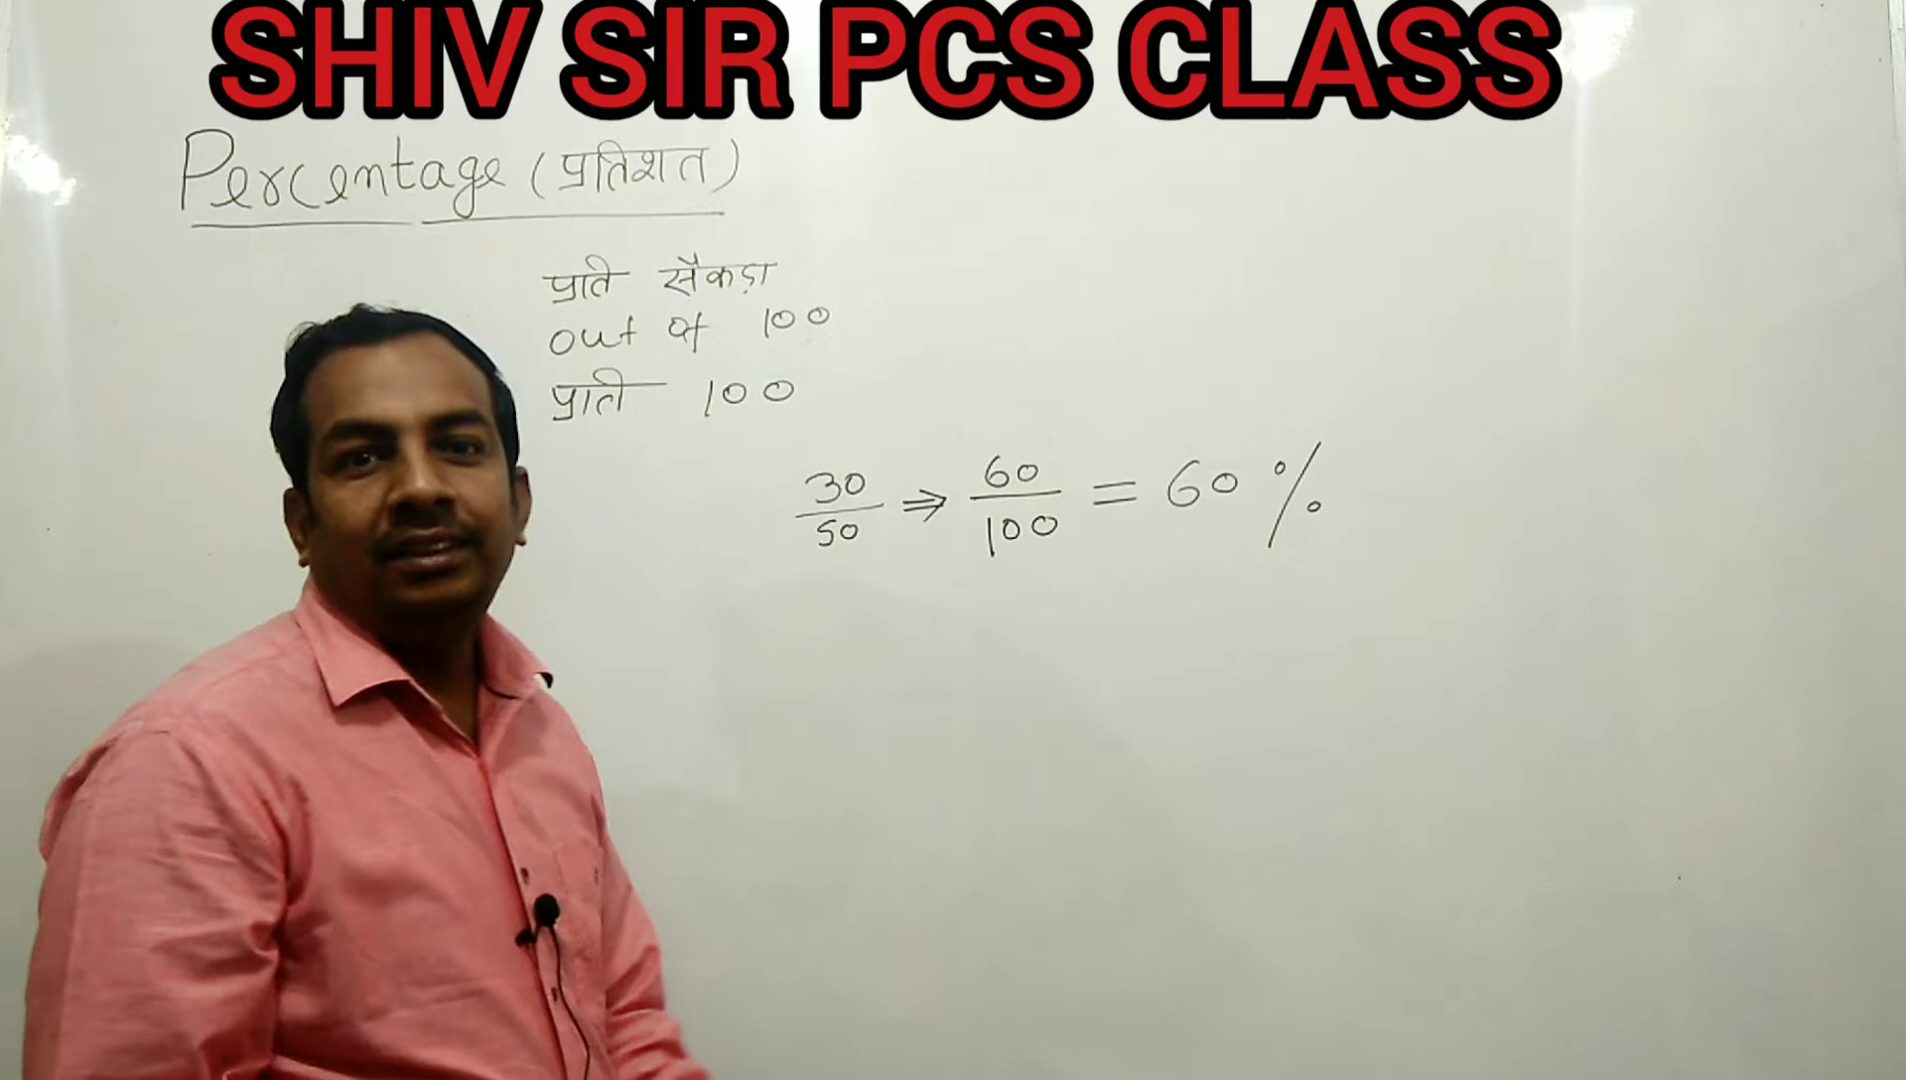 SHIV SIR PCS CLASS
Percentage (प्रतिशत)
प्रति सैकड़ा
out of 100
प्रति 100
30/50 ⇒ 60/100 = 60 %